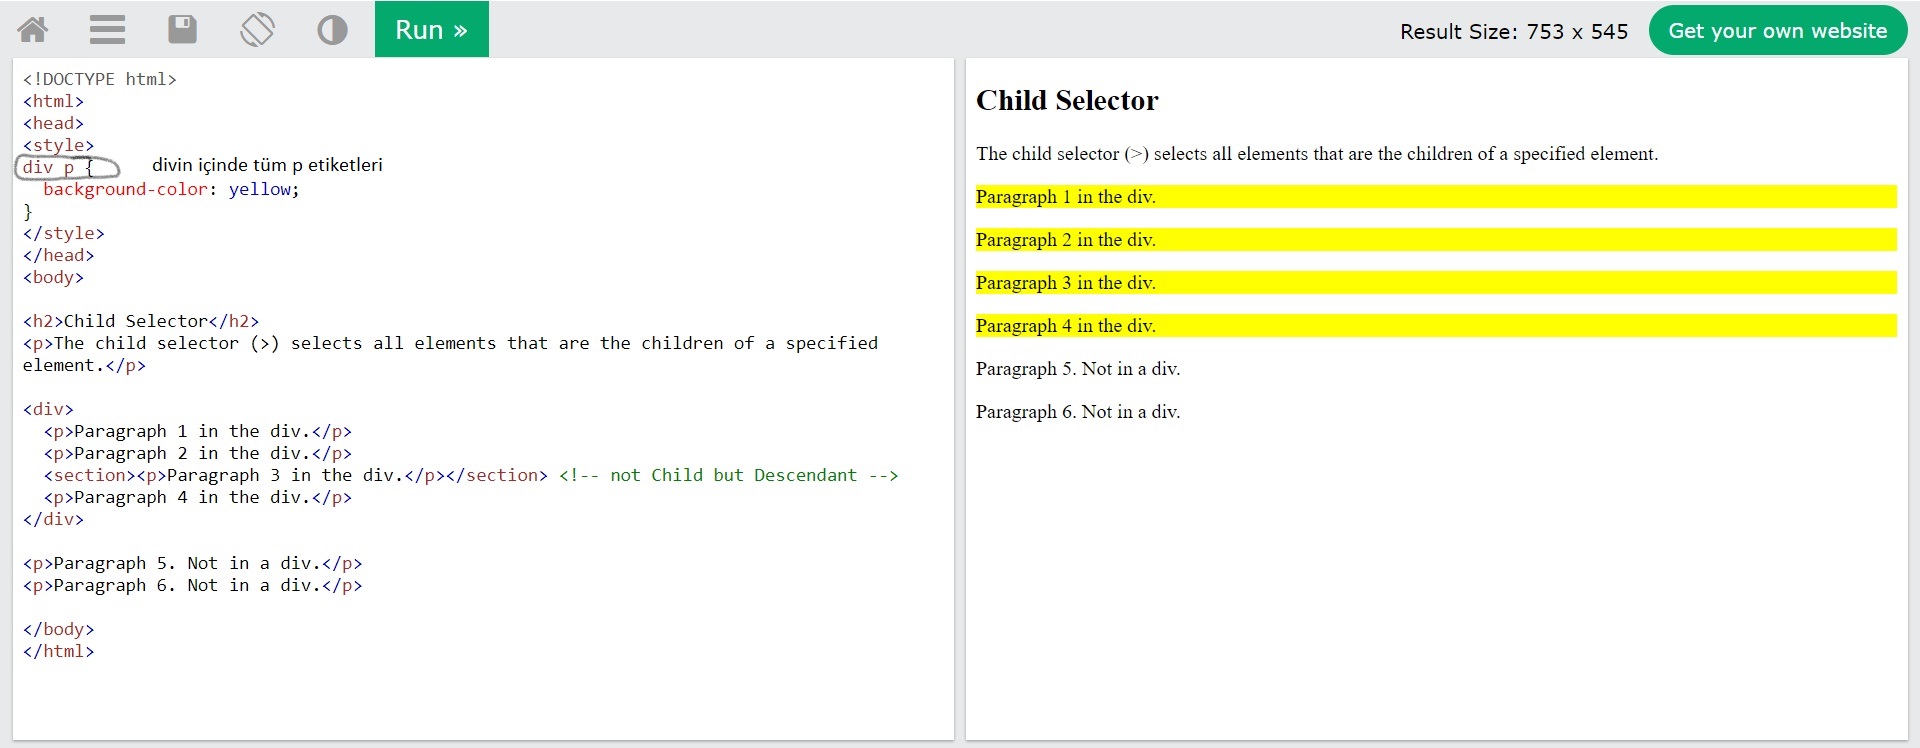 Run »
Result Size: 753 x 545
Get your own website
<!DOCTYPE html>
<html>
<head>
<style>
div p {   divin içinde tüm p etiketleri
  background-color: yellow;
}
</style>
</head>
<body>

<h2>Child Selector</h2>
<p>The child selector (>) selects all elements that are the children of a specified
element.</p>

<div>
  <p>Paragraph 1 in the div.</p>
  <p>Paragraph 2 in the div.</p>
  <section><p>Paragraph 3 in the div.</p></section> <!-- not Child but Descendant -->
  <p>Paragraph 4 in the div.</p>
</div>

<p>Paragraph 5. Not in a div.</p>
<p>Paragraph 6. Not in a div.</p>

</body>
</html>

Child Selector
The child selector (>) selects all elements that are the children of a specified element.
Paragraph 1 in the div.
Paragraph 2 in the div.
Paragraph 3 in the div.
Paragraph 4 in the div.
Paragraph 5. Not in a div.
Paragraph 6. Not in a div.